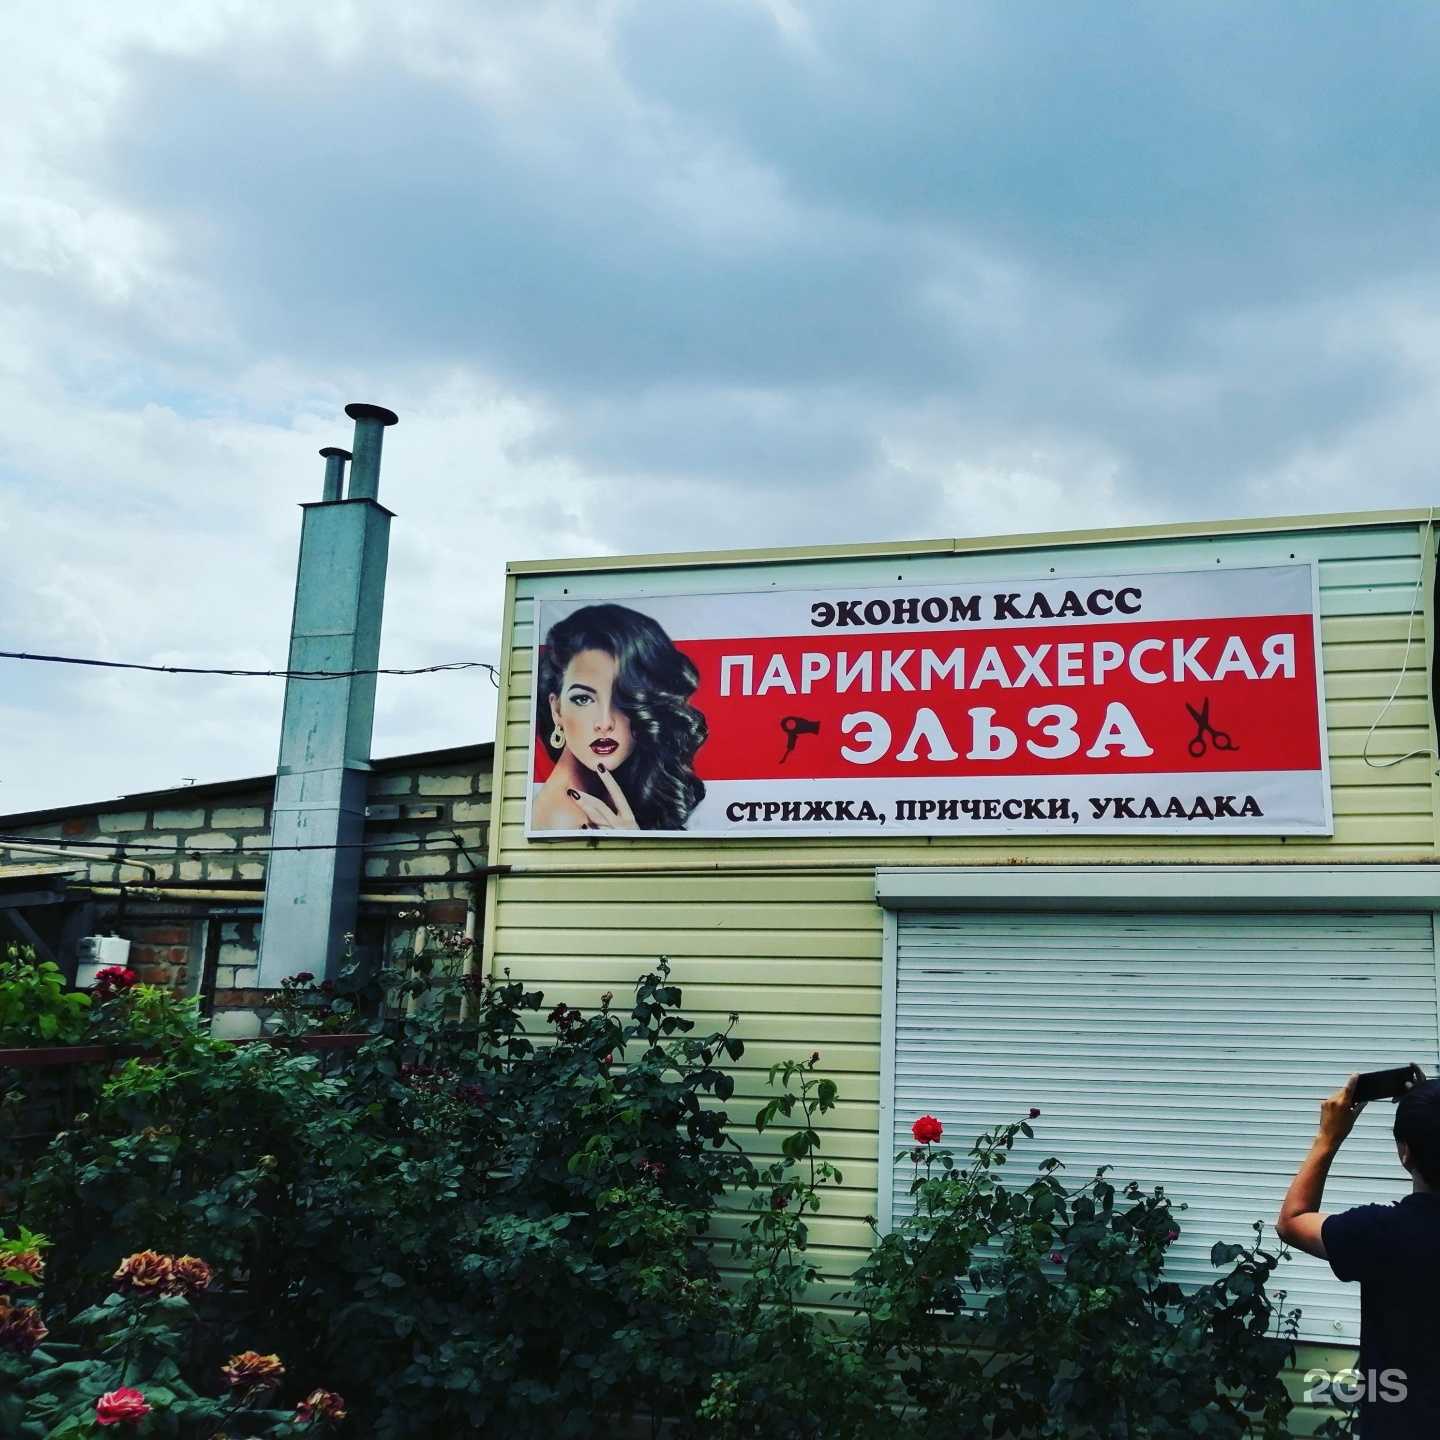 ЭКОНОМ КЛАСС
ПАРИКМАХЕРСКАЯ
ЭЛЬЗА
СТРИЖКА, ПРИЧЕСКИ, УКЛАДКА
2GIS